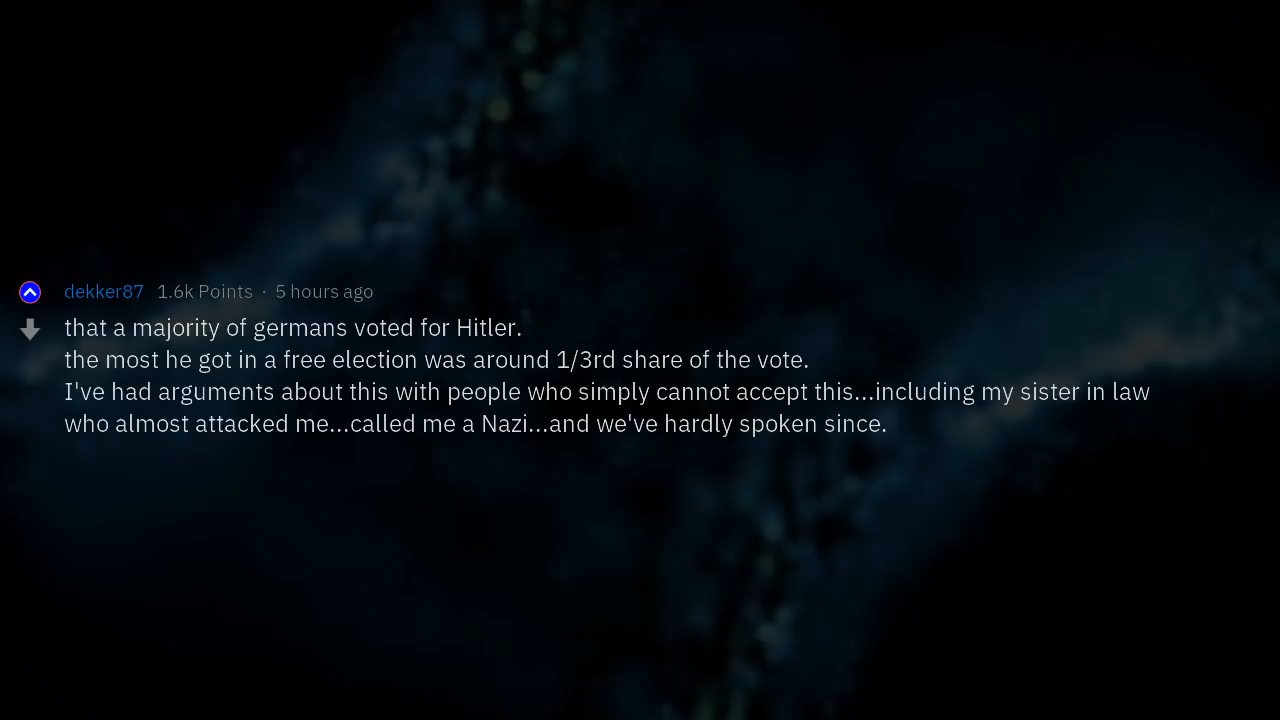 dekker87 1.6k Points · 5 hours ago
that a majority of germans voted for Hitler.
the most he got in a free election was around 1/3rd share of the vote.
I've had arguments about this with people who simply cannot accept this...including my sister in law
who almost attacked me...called me a Nazi...and we've hardly spoken since.